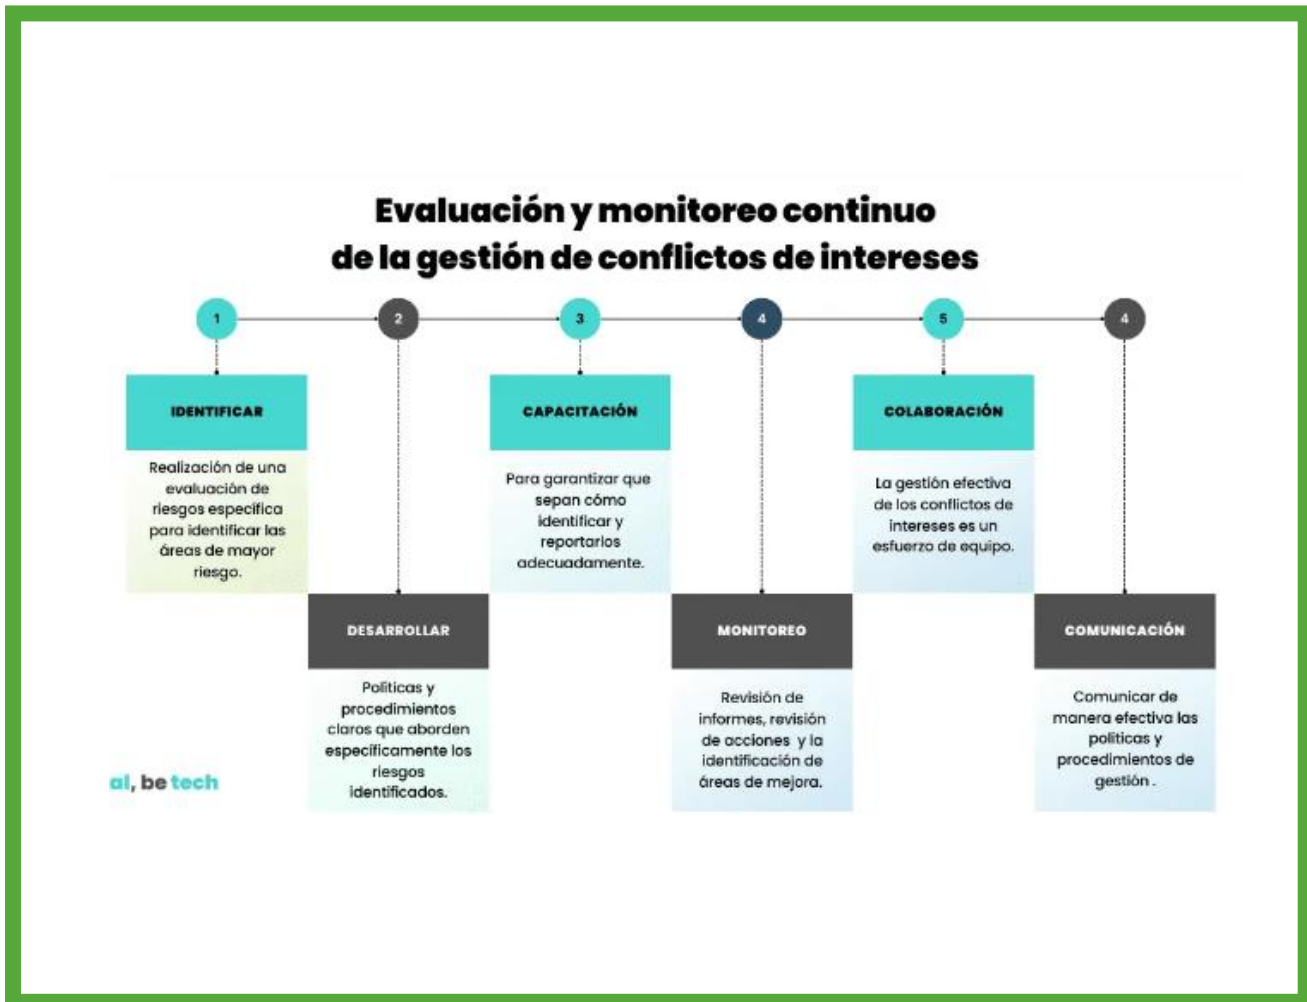 Evaluación y monitoreo continuo
de la gestión de conflictos de intereses
1
2
3
4
5
4
IDENTIFICAR
Realización de una
evaluación de
riesgos específica
para identificar las
áreas de mayor
riesgo.
DESARROLLAR
Políticas y
procedimientos
claros que aborden
específicamente los
riesgos
identificados.
CAPACITACIÓN
Para garantizar que
sepan cómo
identificar y
reportarlos
adecuadamente.
MONITOREO
Revisión de
informes, revisión
de acciones y la
identificación de
áreas de mejora.
COLABORACIÓN
La gestión efectiva
de los conflictos de
intereses es un
esfuerzo de equipo.
COMUNICACIÓN
Comunicar de
manera efectiva las
políticas y
procedimientos de
gestión .
al, be tech